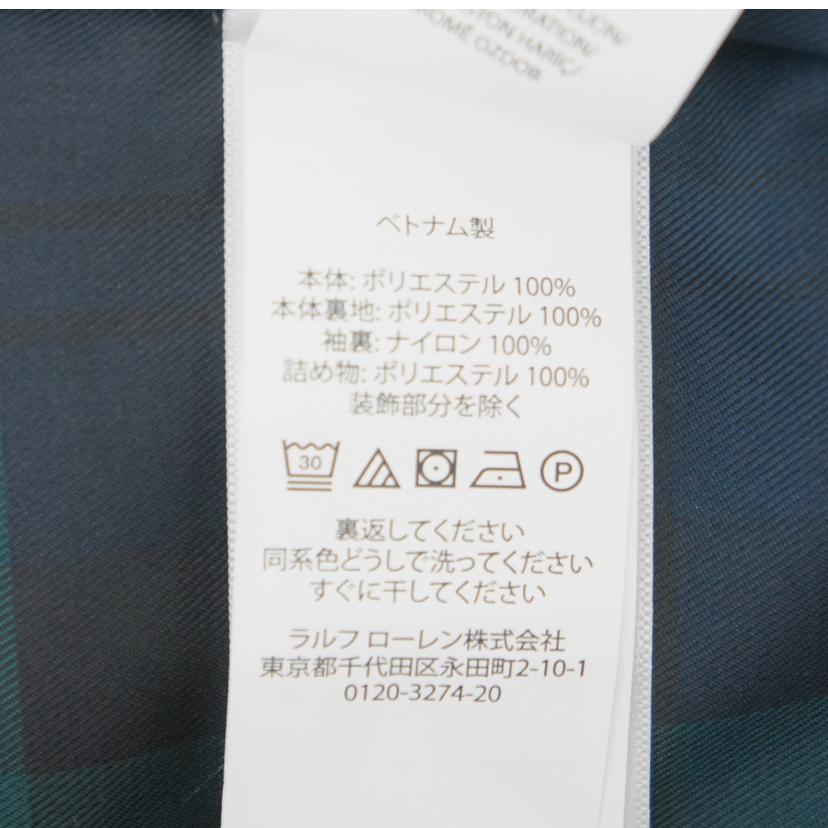 RATION/
STON HARİÇ/
ROMĚ OZDOB
ベトナム製
本体: ポリエステル 100%
本体裏地: ポリエステル 100%
袖裏: ナイロン 100%
詰め物: ポリエステル 100%
装飾部分を除く
30 P
裏返してください
同系色どうしで洗ってください
すぐに干してください
ラルフ ローレン株式会社
東京都千代田区永田町2-10-1
0120-3274-20